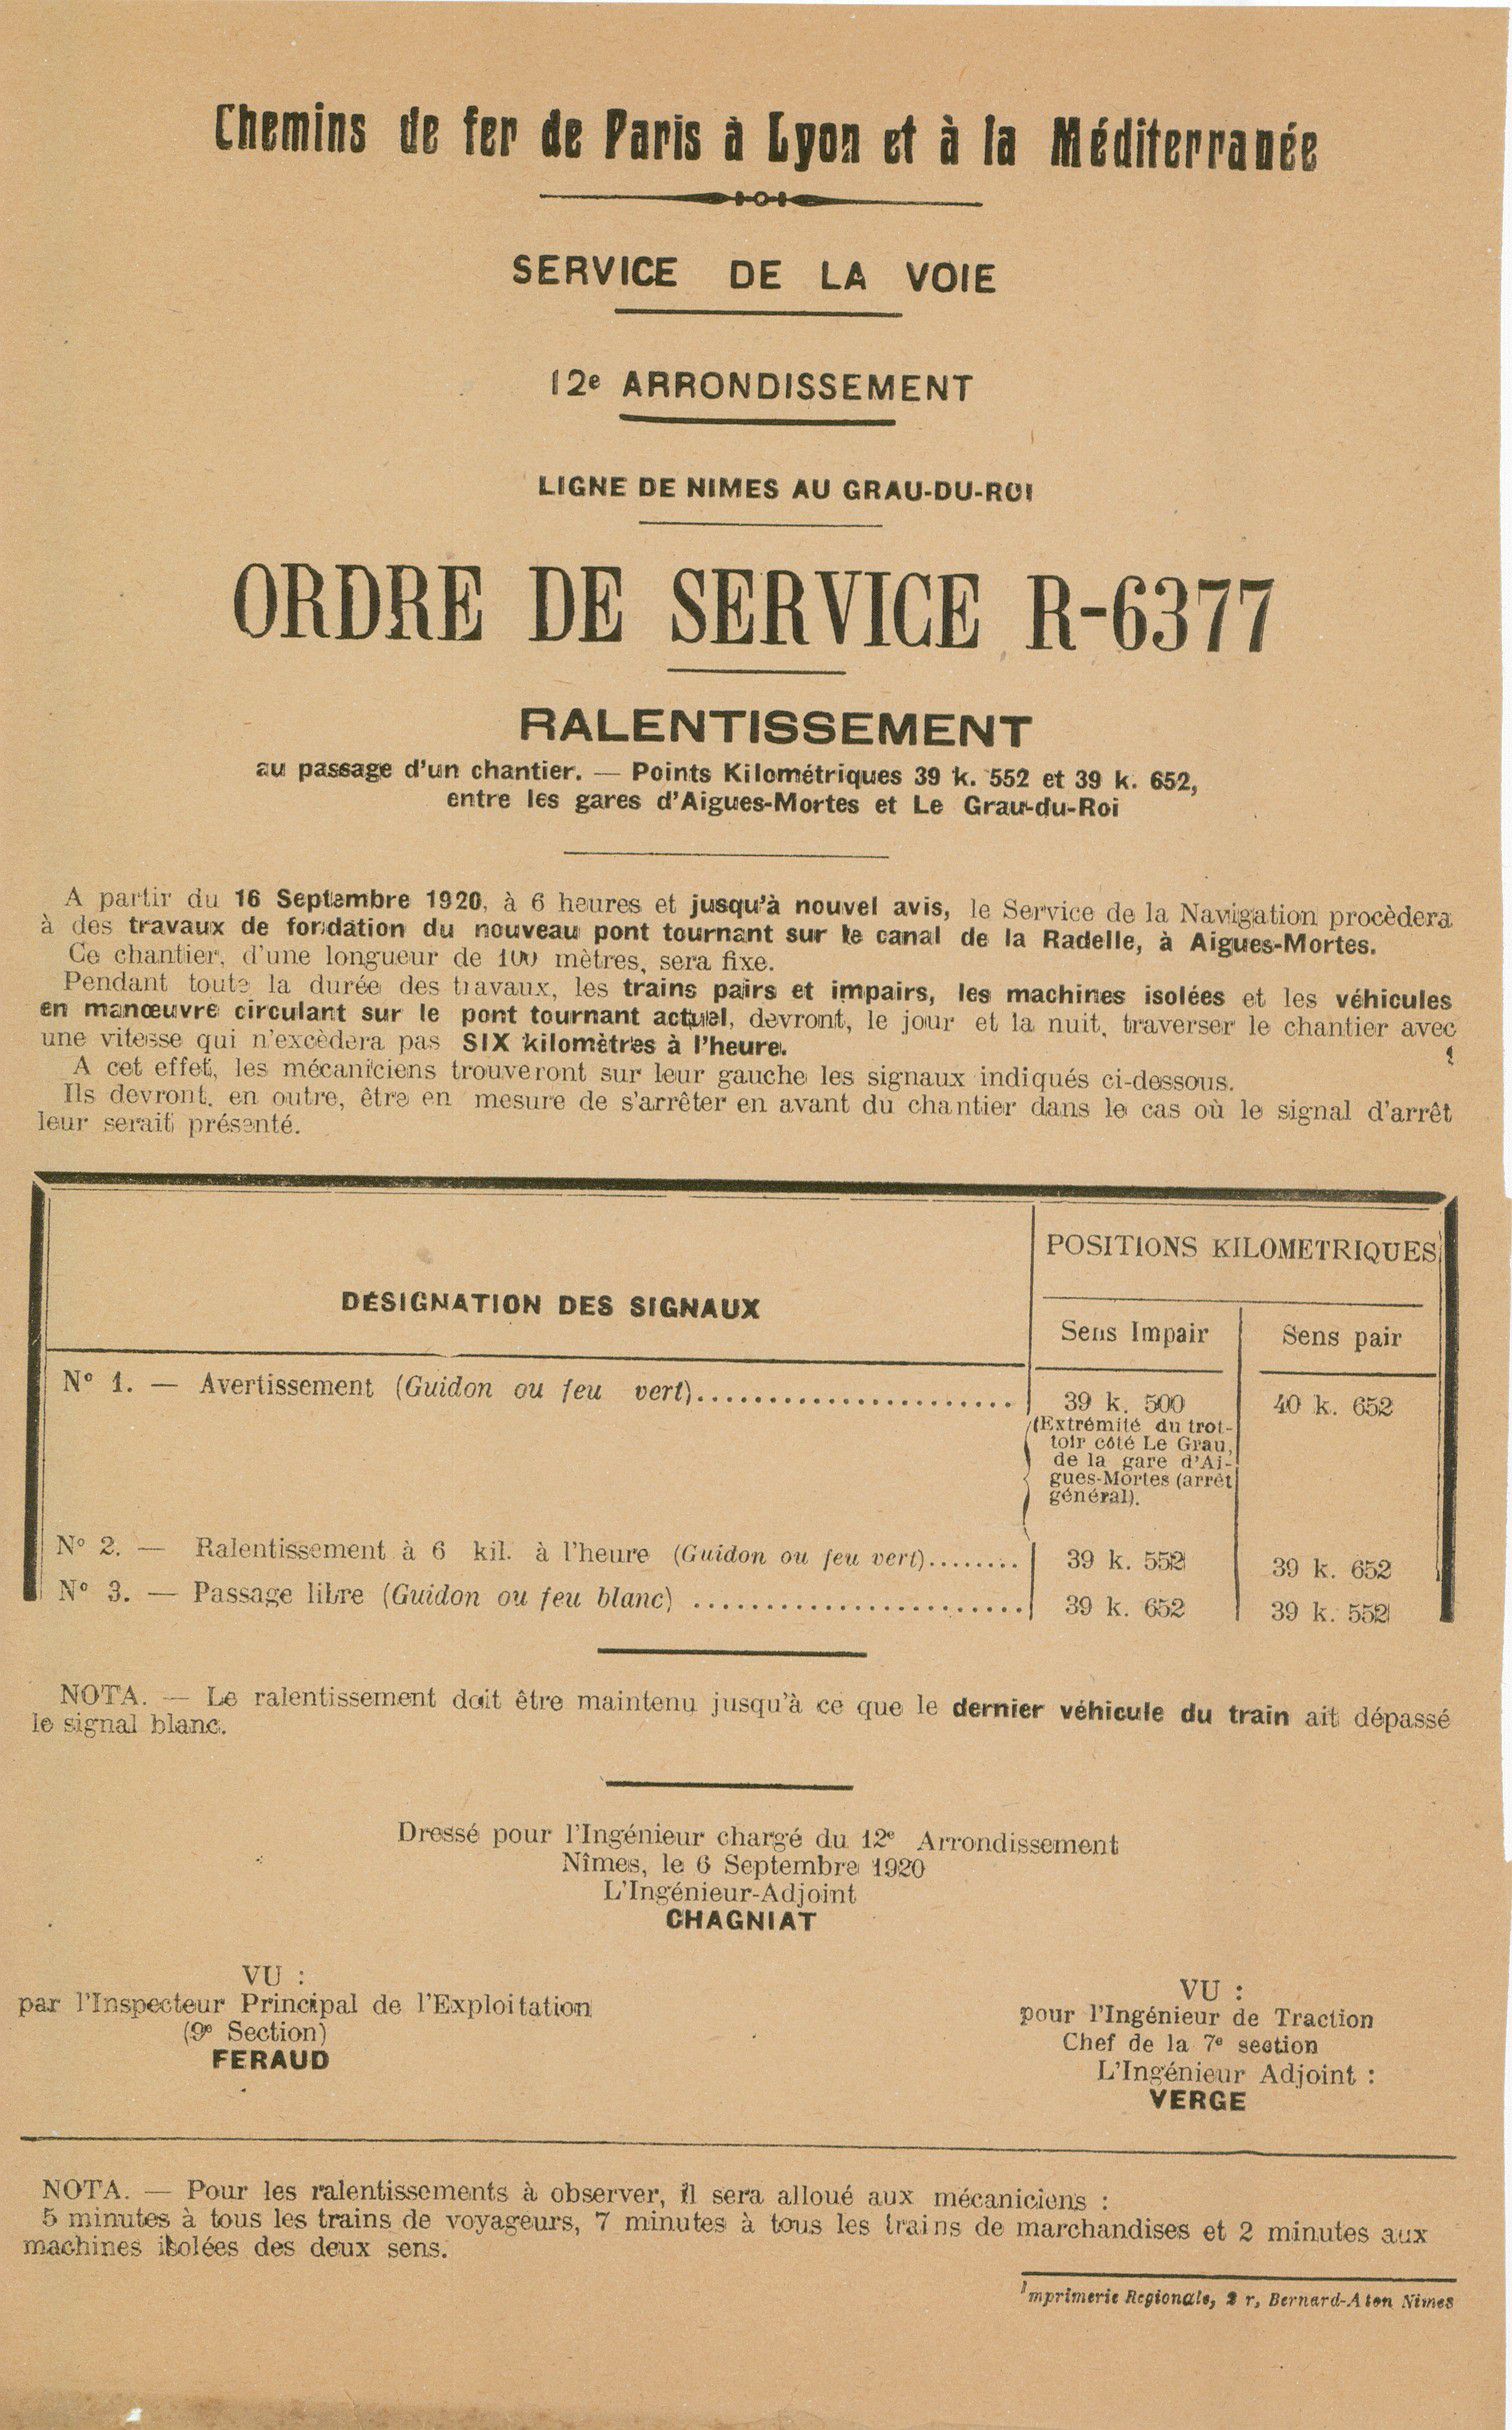 Chemins de fer de Paris à Lyon et à la Méditerranée
SERVICE DE LA VOIE
12e ARRONDISSEMENT
LIGNE DE NIMES AU GRAU-DU-ROI
ORDRE DE SERVICE R-6377
RALENTISSEMENT
au passage d'un chantier. — Points Kilométriques 39 k. 552 et 39 k. 652,
entre les gares d'Aigues-Mortes et Le Grau-du-Roi
A partir du 16 Septembre 1920, à 6 heures et jusqu'à nouvel avis, le Service de la Navigation procèdera
à des travaux de fondation du nouveau pont tournant sur le canal de la Radelle, à Aigues-Mortes.
Ce chantier, d'une longueur de 100 mètres, sera fixe.
Pendant toute la durée des travaux, les trains pairs et impairs, les machines isolées et les véhicules
en manœuvre circulant sur le pont tournant actuel, devront, le jour et la nuit, traverser le chantier avec
une vitesse qui n'excèdera pas SIX kilomètres à l'heure.
A cet effet, les mécaniciens trouveront sur leur gauche les signaux indiqués ci-dessous.
Ils devront, en outre, être en mesure de s'arrêter en avant du chantier dans le cas où le signal d'arrêt
leur serait présenté.
DESIGNATION DES SIGNAUX
POSITIONS KILOMETRIQUES
Sens Impair
Sens pair
N° 1. — Avertissement (Guidon ou feu vert)......................
39 k. 500
40 k. 652
(Extrémité du trot-
toir côté Le Grau,
de la gare d'Ai-
gues-Mortes (arrêt
général).
N° 2. — Ralentissement à 6 kil. à l'heure (Guidon ou feu vert)........
39 k. 552
39 k. 652
N° 3. — Passage libre (Guidon ou feu blanc) .......................
39 k. 652
39 k. 552
NOTA. — Le ralentissement doit être maintenu jusqu'à ce que le dernier véhicule du train ait dépassé
le signal blanc.
Dressé pour l'Ingénieur chargé du 12e Arrondissement
Nîmes, le 6 Septembre 1920
L'Ingénieur-Adjoint
CHAGNIAT
VU :
par l'Inspecteur Principal de l'Exploitation
(9e Section)
FERAUD
VU :
pour l'Ingénieur de Traction
Chef de la 7e section
L'Ingénieur Adjoint :
VERGE
NOTA. — Pour les ralentissements à observer, il sera alloué aux mécaniciens :
5 minutes à tous les trains de voyageurs, 7 minutes à tous les trains de marchandises et 2 minutes aux
machines isolées des deux sens.
Imprimerie Regionale, 2 r, Bernard-Aton Nimes